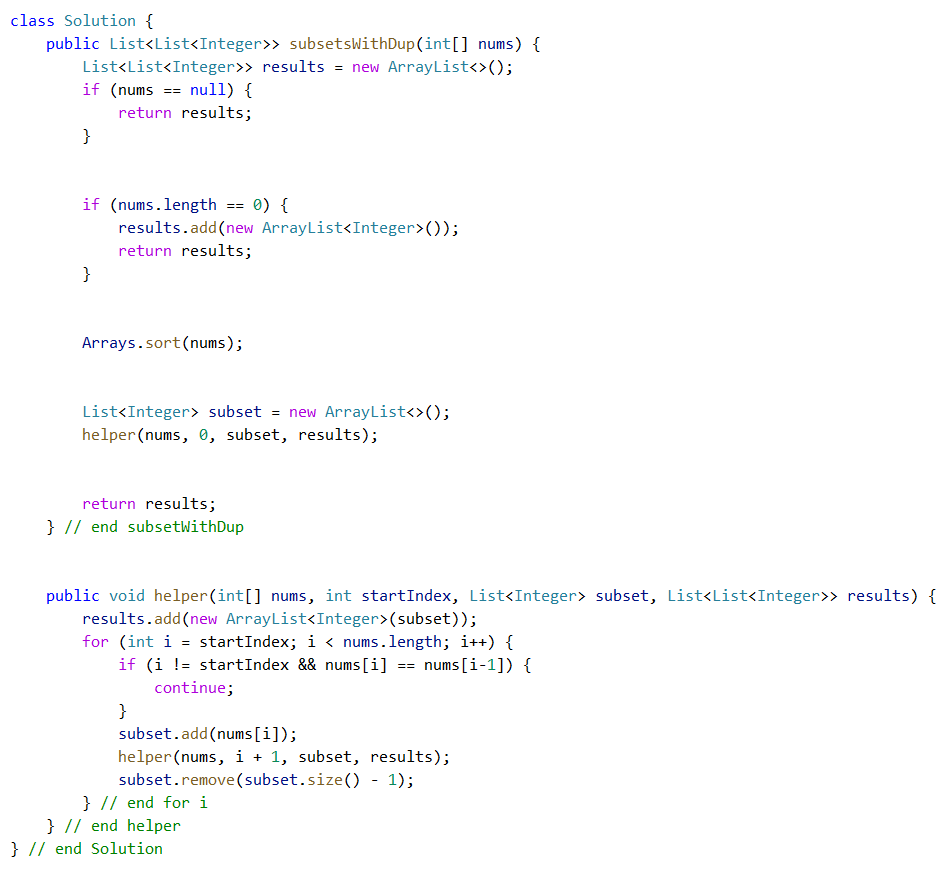 class Solution {
    public List<List<Integer>> subsetsWithDup(int[] nums) {
        List<List<Integer>> results = new ArrayList<>();
        if (nums == null) {
            return results;
        }
        if (nums.length == 0) {
            results.add(new ArrayList<Integer>());
            return results;
        }
        Arrays.sort(nums);
        List<Integer> subset = new ArrayList<>();
        helper(nums, 0, subset, results);
        return results;
    } // end subsetWithDup
    public void helper(int[] nums, int startIndex, List<Integer> subset, List<List<Integer>> results) {
        results.add(new ArrayList<Integer>(subset));
        for (int i = startIndex; i < nums.length; i++) {
            if (i != startIndex && nums[i] == nums[i-1]) {
                continue;
            }
            subset.add(nums[i]);
            helper(nums, i + 1, subset, results);
            subset.remove(subset.size() - 1);
        } // end for i
    } // end helper
} // end Solution